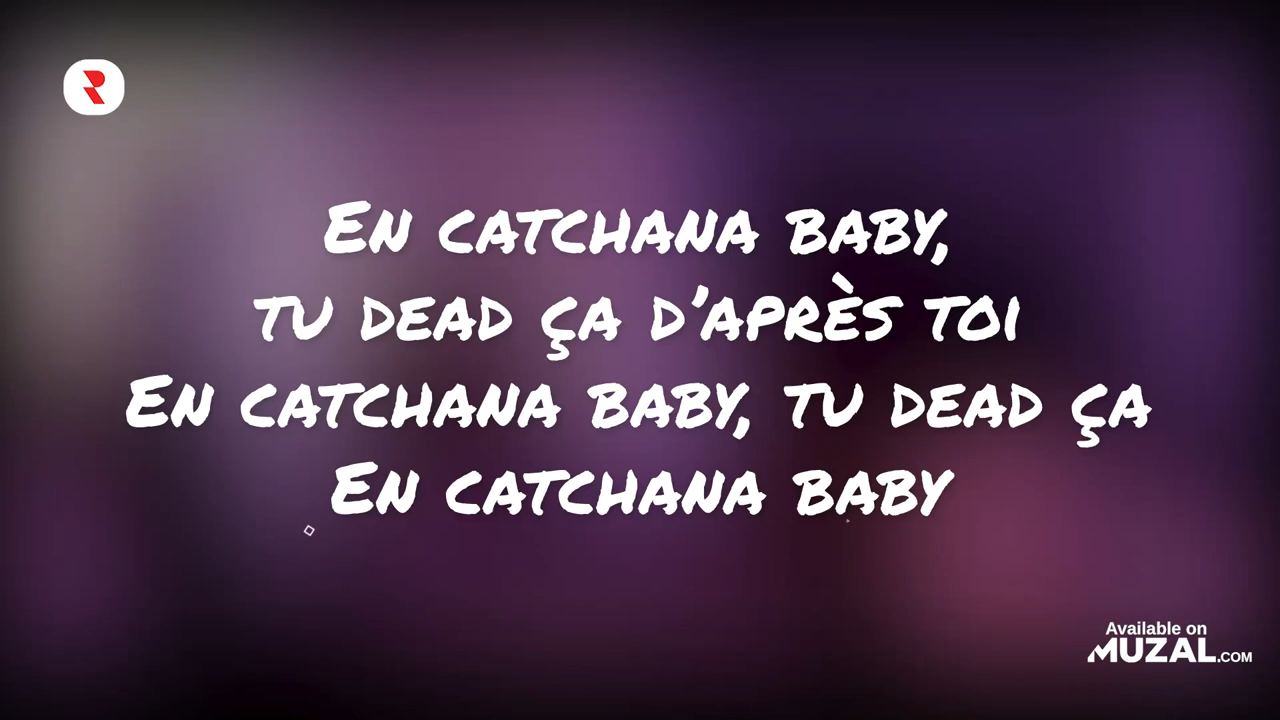 En catchana baby,
tu dead ça d'après toi
En catchana baby, tu dead ça
En catchana baby
Available on
MUZAL.COM